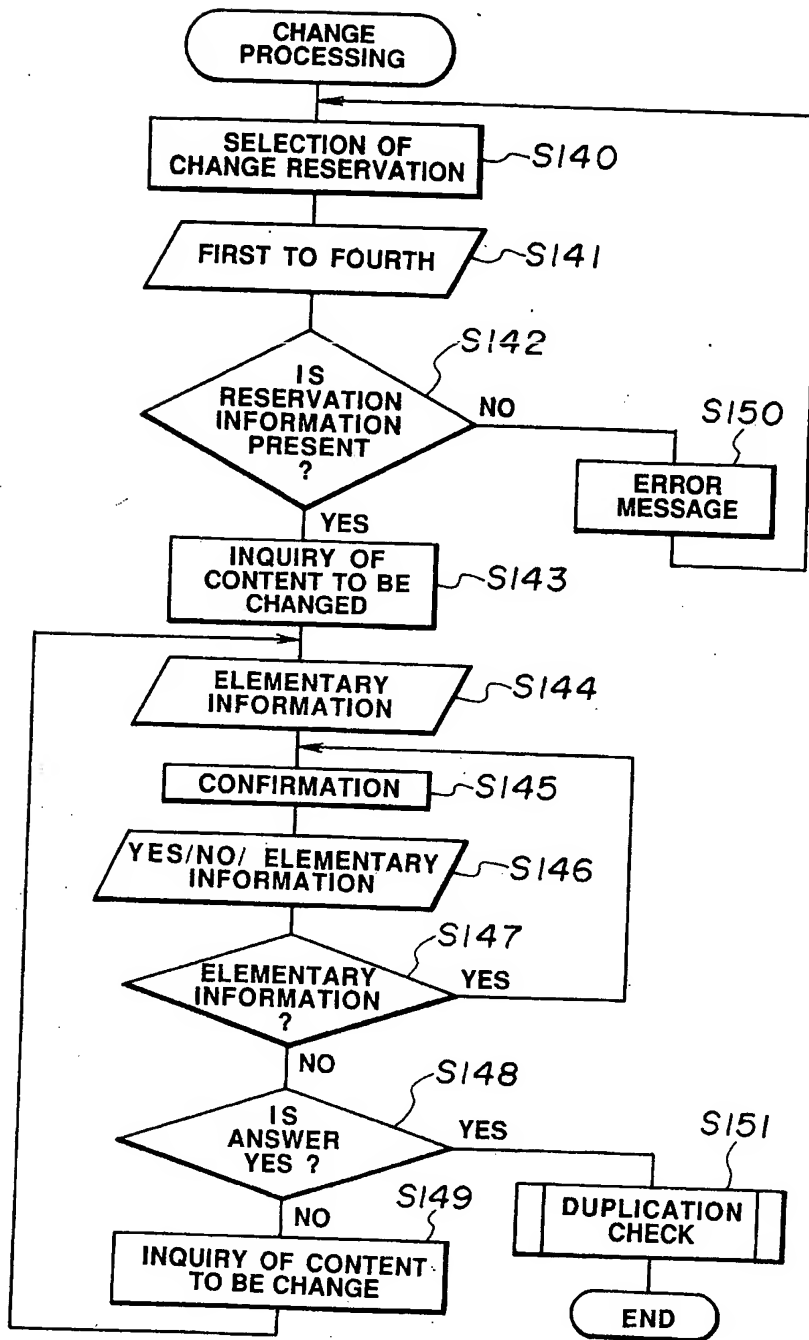 CHANGE
PROCESSING
SELECTION OF
CHANGE RESERVATION
S140
FIRST TO FOURTH
S141
IS
RESERVATION
INFORMATION
PRESENT
?
S142
NO
S150
ERROR
MESSAGE
YES
INQUIRY OF
CONTENT TO BE
CHANGED
S143
ELEMENTARY
INFORMATION
S144
CONFIRMATION
S145
YES/NO/ ELEMENTARY
INFORMATION
S146
S147
ELEMENTARY
INFORMATION
?
YES
NO
S148
IS
ANSWER
YES ?
YES
S151
DUPLICATION
CHECK
NO
S149
INQUIRY OF CONTENT
TO BE CHANGE
END